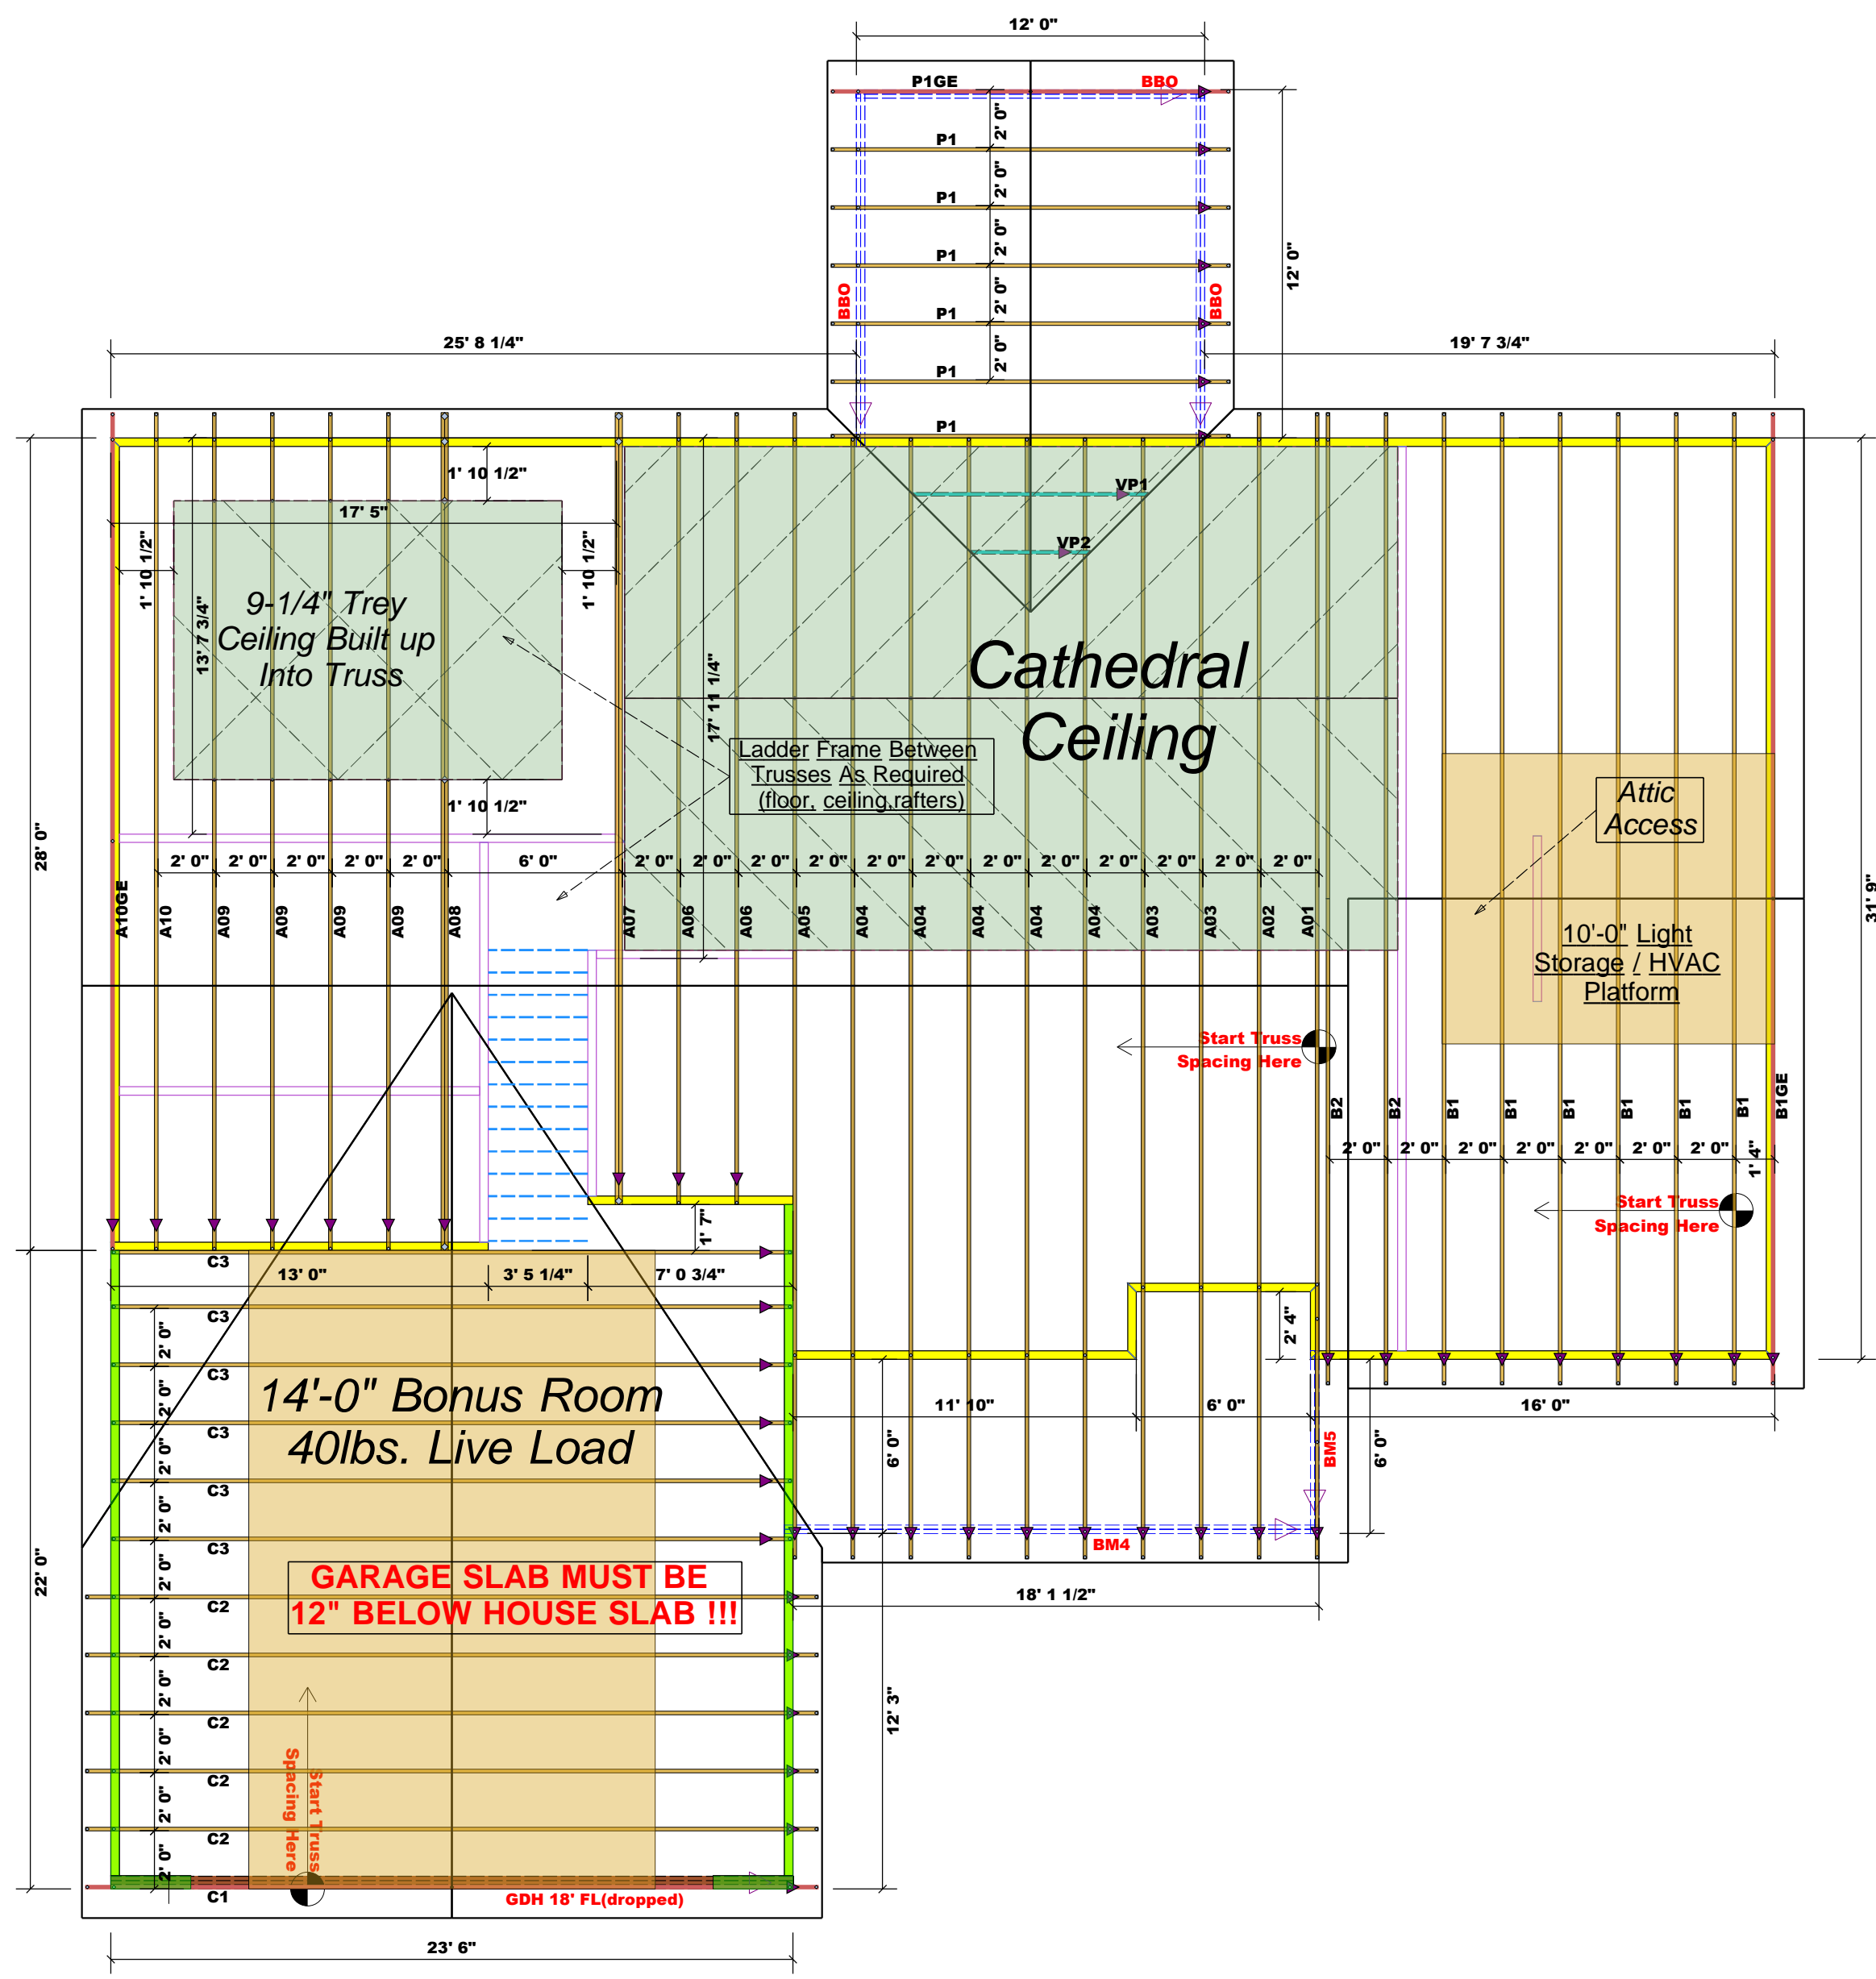 12' 0"
P1GE
BBO
2' 0"
P1
2' 0"
P1
2' 0"
P1
2' 0"
P1
2' 0"
P1
P1
BBO
BBO
12' 0"
25' 8 1/4"
19' 7 3/4"
1' 10 1/2"
17' 5"
1' 10 1/2"
1' 10 1/2"
13' 7 3/4"
9-1/4" Trey
Ceiling Built up
Into Truss
1' 10 1/2"
VP1
VP2
Cathedral
Ceiling
17' 11 1/4"
Ladder Frame Between
Trusses As Required
(floor, ceiling,rafters)
Attic
Access
10'-0" Light
Storage / HVAC
Platform
28' 0"
31' 9"
2' 0"
2' 0"
2' 0"
2' 0"
2' 0"
6' 0"
2' 0"
2' 0"
2' 0"
2' 0"
2' 0"
2' 0"
2' 0"
2' 0"
2' 0"
2' 0"
2' 0"
2' 0"
A10GE
A10
A09
A09
A09
A09
A08
A07
A06
A06
A05
A04
A04
A04
A04
A04
A03
A03
A02
A01
Start Truss
Spacing Here
B2
B2
B1
B1
B1
B1
B1
B1
B1GE
2' 0"
2' 0"
2' 0"
2' 0"
2' 0"
2' 0"
2' 0"
1' 4"
Start Truss
Spacing Here
1' 7"
C3
13' 0"
3' 5 1/4"
7' 0 3/4"
C3
2' 0"
C3
2' 0"
C3
2' 0"
C3
2' 0"
C3
2' 0"
C2
2' 0"
C2
2' 0"
C2
2' 0"
C2
2' 0"
C2
2' 0"
C1
14'-0" Bonus Room
40lbs. Live Load
2' 4"
11' 10"
6' 0"
16' 0"
6' 0"
BM5
6' 0"
BM4
18' 1 1/2"
GARAGE SLAB MUST BE
12" BELOW HOUSE SLAB !!!
22' 0"
12' 3"
Start Truss
Spacing Here
GDH 18' FL(dropped)
23' 6"